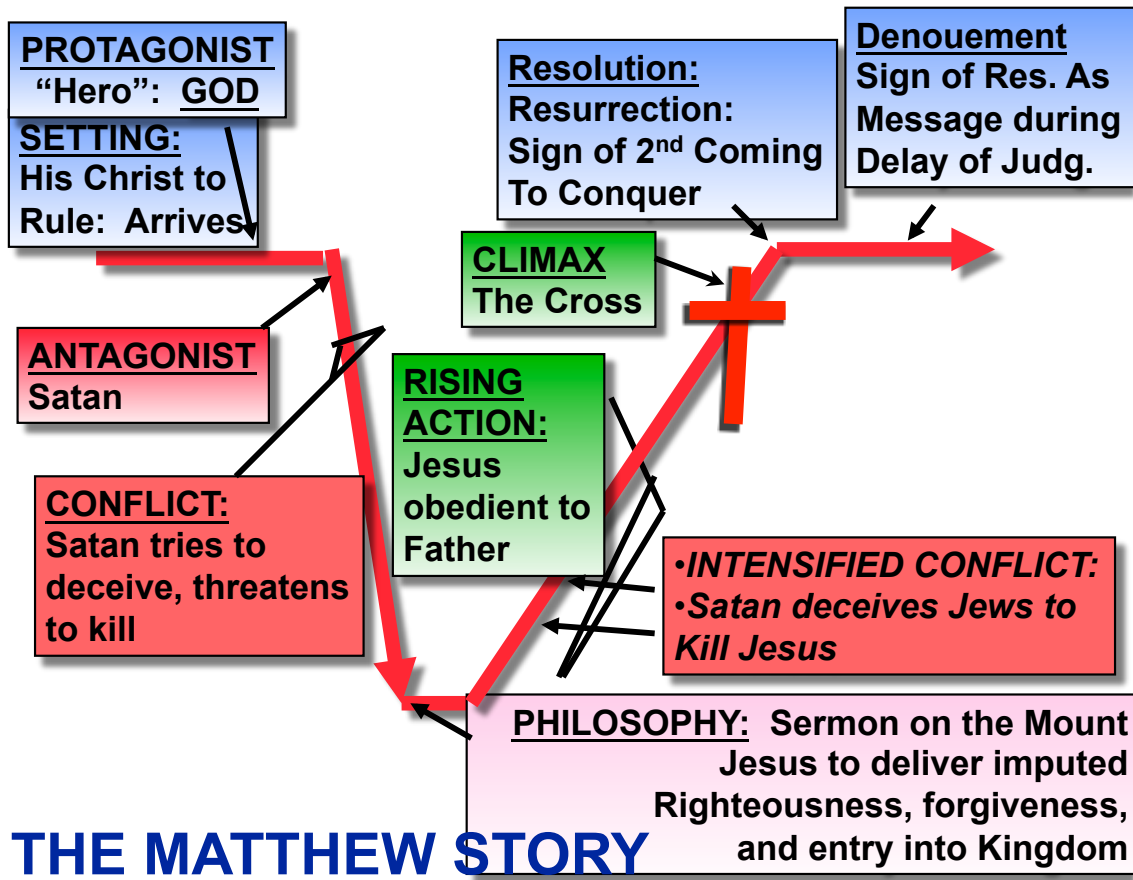 PROTAGONIST
“Hero”: GOD
SETTING:
His Christ to
Rule: Arrives
Resolution:
Resurrection:
Sign of 2nd Coming
To Conquer
Denouement
Sign of Res. As
Message during
Delay of Judg.
CLIMAX
The Cross
ANTAGONIST
Satan
RISING
ACTION:
Jesus
obedient to
Father
CONFLICT:
Satan tries to
deceive, threatens
to kill
•INTENSIFIED CONFLICT:
•Satan deceives Jews to
Kill Jesus
PHILOSOPHY: Sermon on the Mount
Jesus to deliver imputed
Righteousness, forgiveness,
and entry into Kingdom
THE MATTHEW STORY